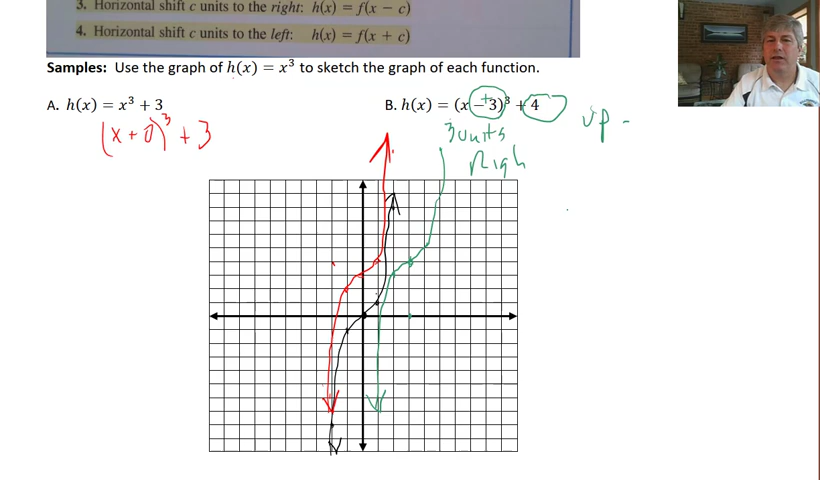 3. Horizontal shift c units to the right: h(x) = f(x − c)
4. Horizontal shift c units to the left: h(x) = f(x + c)
Samples: Use the graph of h(x) = x³ to sketch the graph of each function.
A. h(x) = x³ + 3
B. h(x) = (x − 3)³ + 4
(x + 0)³ + 3
+
3 units
Righ
up -